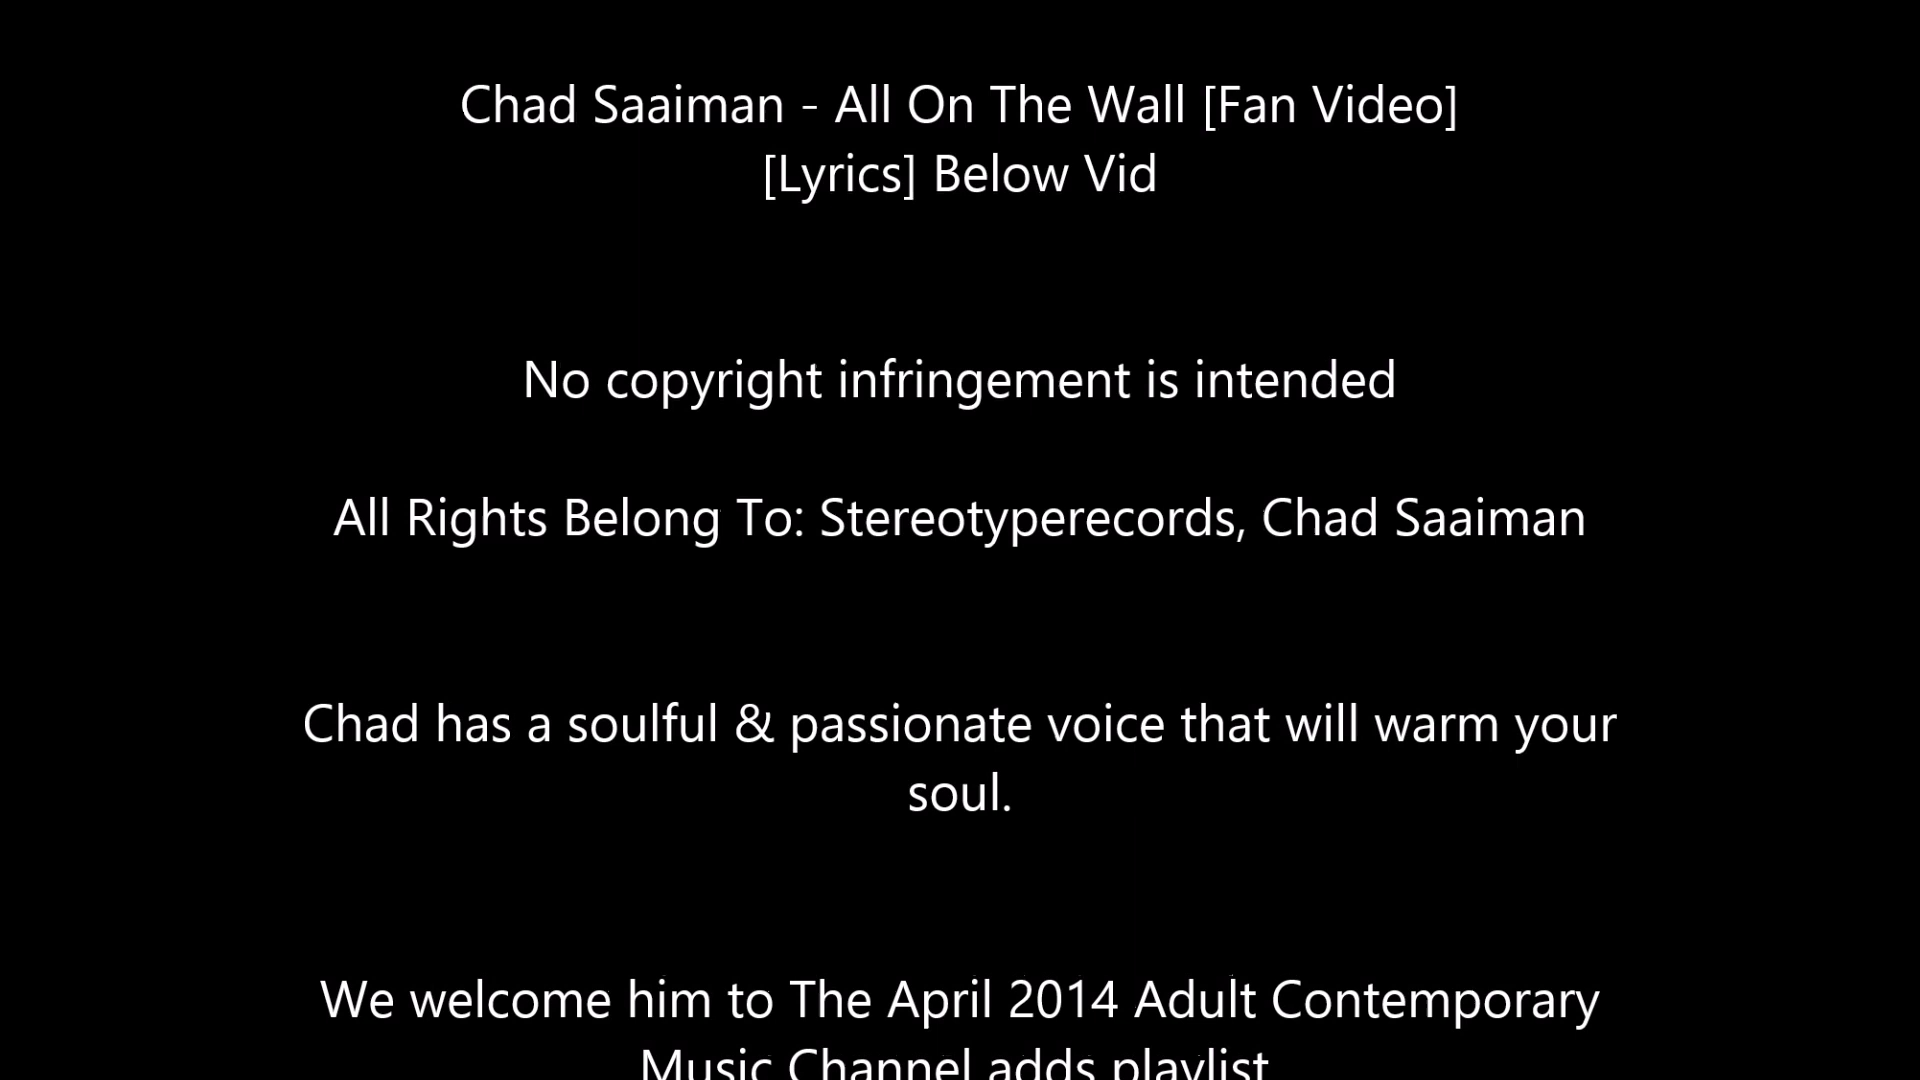 Chad Saaiman - All On The Wall [Fan Video]
[Lyrics] Below Vid
No copyright infringement is intended
All Rights Belong To: Stereotyperecords, Chad Saaiman
Chad has a soulful & passionate voice that will warm your
soul.
We welcome him to The April 2014 Adult Contemporary
Music Channel adds playlist